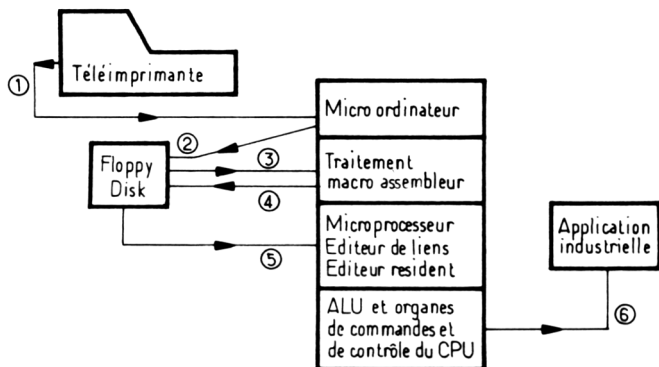 Téléimprimante
①
Micro ordinateur
②
③
Floppy
Disk
Traitement
macro assembleur
④
Microprocesseur
Editeur de liens
Editeur resident
⑤
Application
industrielle
ALU et organes
de commandes et
de contrôle du CPU
⑥